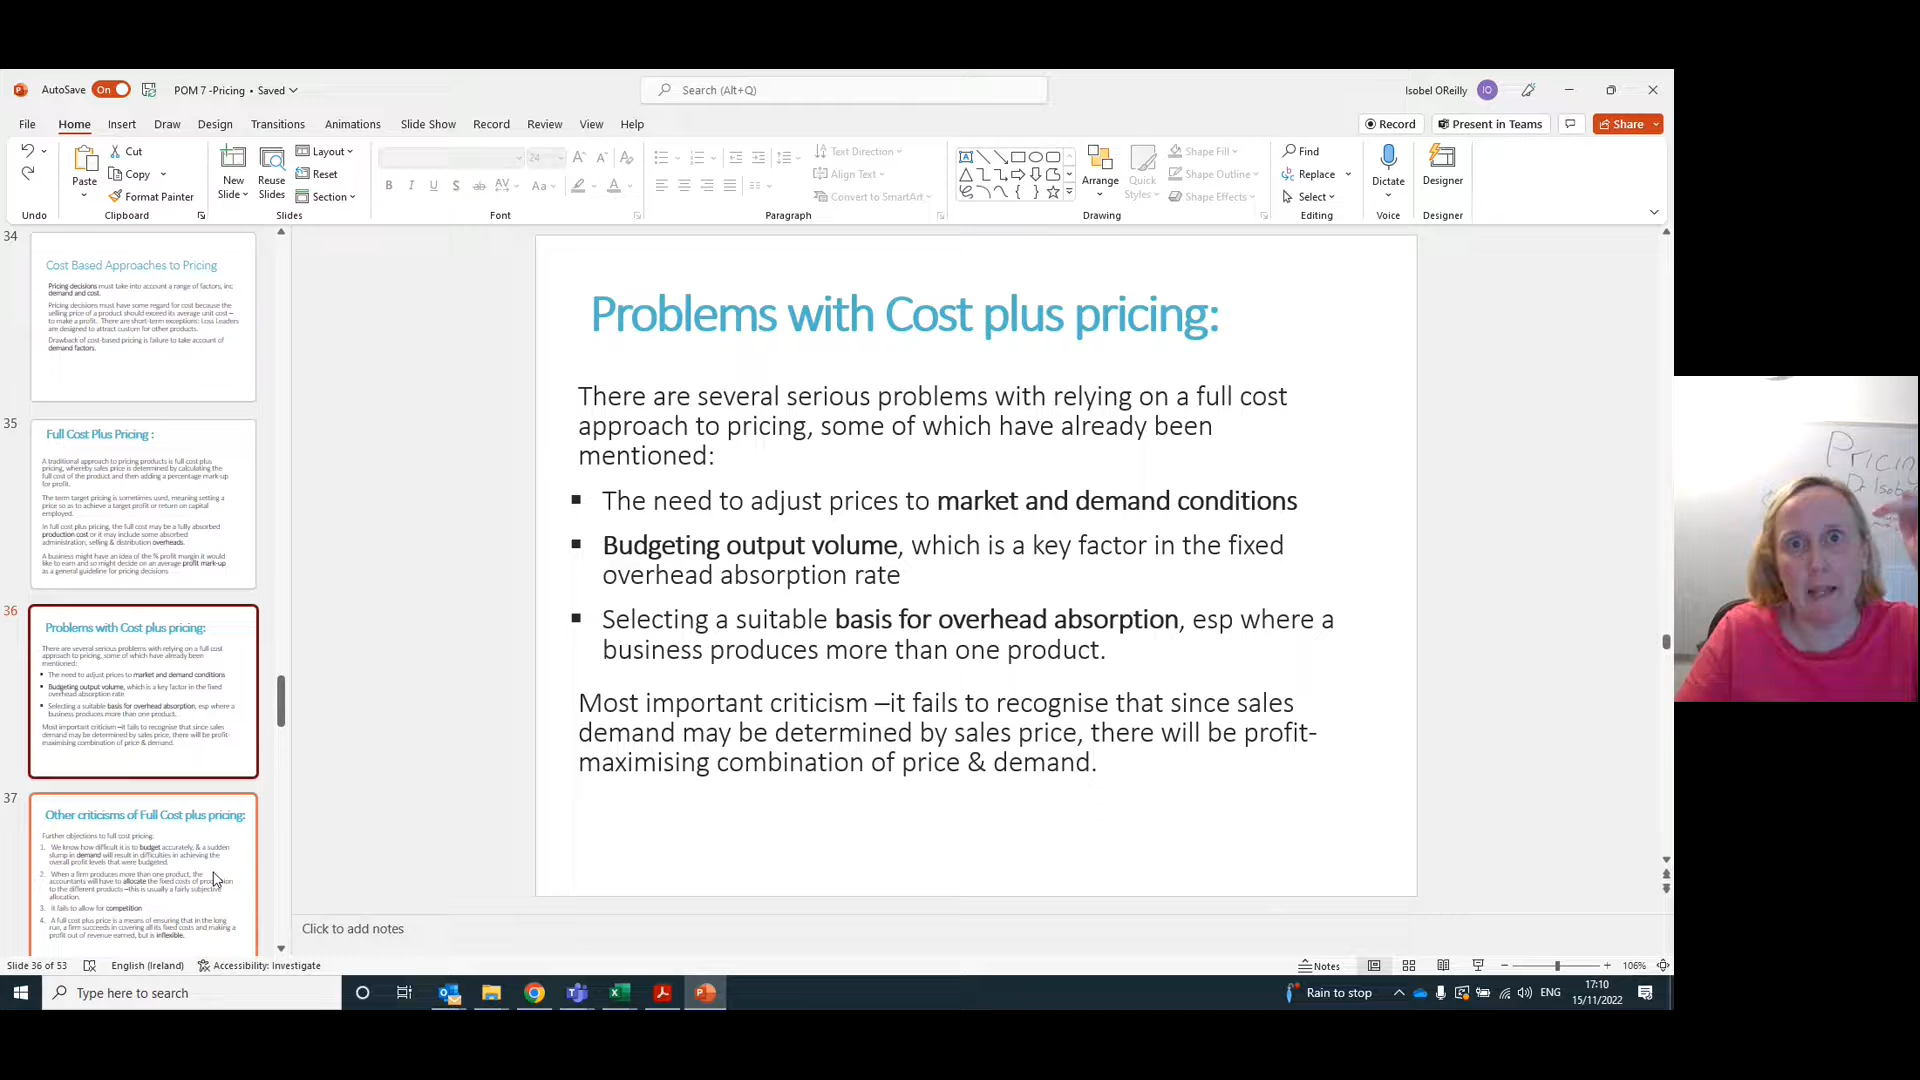 AutoSave On POM 7 -Pricing • Saved
Search (Alt+Q)
Isobel OReilly IO
File Home Insert Draw Design Transitions Animations Slide Show Record Review View Help
Record Present in Teams Share
Undo
Paste Cut Copy Format Painter Clipboard
New Slide Reuse Slides Layout Reset Section Slides
24
Font
Text Direction Align Text Convert to SmartArt Paragraph
Arrange Quick Styles Shape Fill Shape Outline Shape Effects Drawing
Find Replace Select Editing
Dictate Voice
Designer Designer
34
Cost Based Approaches to Pricing
Pricing decisions must take into account a range of factors, inc
demand and cost.
Pricing decisions must have some regard for cost because the
selling price of a product should exceed its average unit cost –
to make a profit. There are short-term exceptions: Loss Leaders
are designed to attract custom for other products.
Drawback of cost-based pricing is failure to take account of
demand factors.
35
Full Cost Plus Pricing :
A traditional approach to pricing products is full cost plus
pricing, whereby sales price is determined by calculating the
full cost of the product and then adding a percentage mark-up
for profit.
The term target pricing is sometimes used, meaning setting a
price so as to achieve a target profit or return on capital
employed.
In full cost plus pricing, the full cost may be a fully absorbed
production cost or it may include some absorbed
administration, selling & distribution overheads.
A business might have an idea of the % profit margin it would
like to earn and so might decide on an average profit mark-up
as a general guideline for pricing decisions
36
Problems with Cost plus pricing:
There are several serious problems with relying on a full cost
approach to pricing, some of which have already been
mentioned:
The need to adjust prices to market and demand conditions
Budgeting output volume, which is a key factor in the fixed
overhead absorption rate
Selecting a suitable basis for overhead absorption, esp where a
business produces more than one product.
Most important criticism –it fails to recognise that since sales
demand may be determined by sales price, there will be profit-
maximising combination of price & demand.
37
Other criticisms of Full Cost plus pricing:
Further objections to full cost pricing:
1. We know how difficult it is to budget accurately, & a sudden
slump in demand will result in difficulties in achieving the
overall profit levels that were budgeted.
2. When a firm produces more than one product, the
accountants will have to allocate the fixed costs of production
to the different products –this is usually a fairly subjective
allocation.
3. It fails to allow for competition
4. A full cost plus price is a means of ensuring that in the long
run, a firm succeeds in covering all its fixed costs and making a
profit out of revenue earned, but is inflexible.
Problems with Cost plus pricing:
There are several serious problems with relying on a full cost
approach to pricing, some of which have already been
mentioned:
▪ The need to adjust prices to market and demand conditions
▪ Budgeting output volume, which is a key factor in the fixed
overhead absorption rate
▪ Selecting a suitable basis for overhead absorption, esp where a
business produces more than one product.
Most important criticism –it fails to recognise that since sales
demand may be determined by sales price, there will be profit-
maximising combination of price & demand.
Pricing
Dr Isob
Click to add notes
Slide 36 of 53 English (Ireland) Accessibility: Investigate Notes 106%
Type here to search
Rain to stop ENG 17:10
15/11/2022